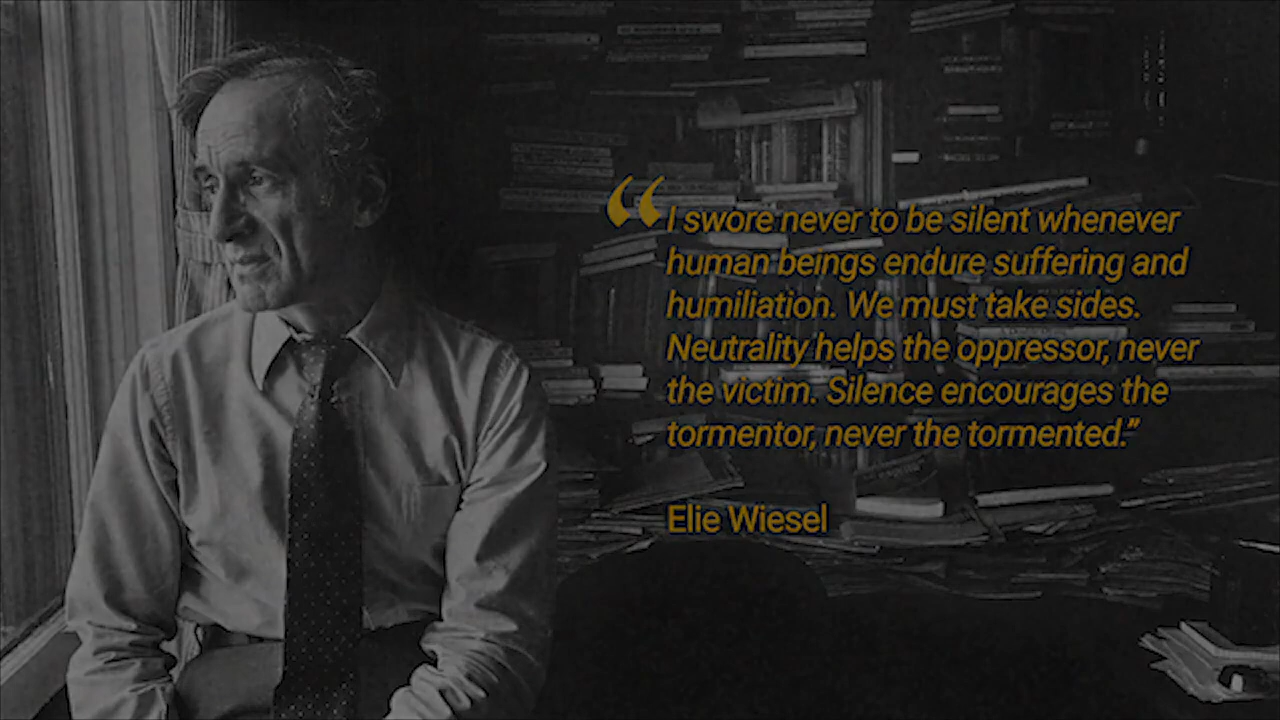 “I swore never to be silent whenever
human beings endure suffering and
humiliation. We must take sides.
Neutrality helps the oppressor, never
the victim. Silence encourages the
tormentor, never the tormented.”
Elie Wiesel